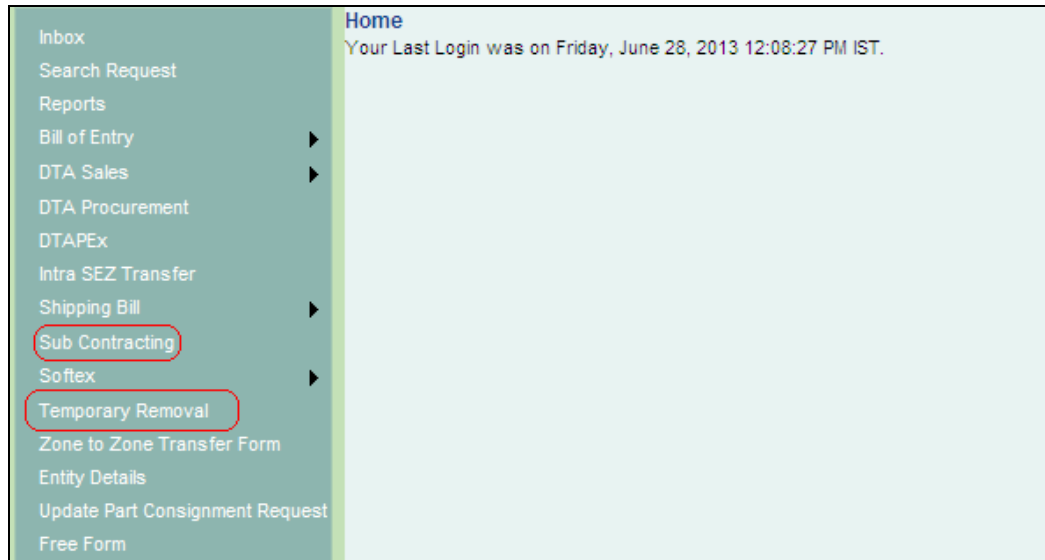 Home
Your Last Login was on Friday, June 28, 2013 12:08:27 PM IST.
Inbox
Search Request
Reports
Bill of Entry
DTA Sales
DTA Procurement
DTAPEx
Intra SEZ Transfer
Shipping Bill
Sub Contracting
Softex
Temporary Removal
Zone to Zone Transfer Form
Entity Details
Update Part Consignment Request
Free Form